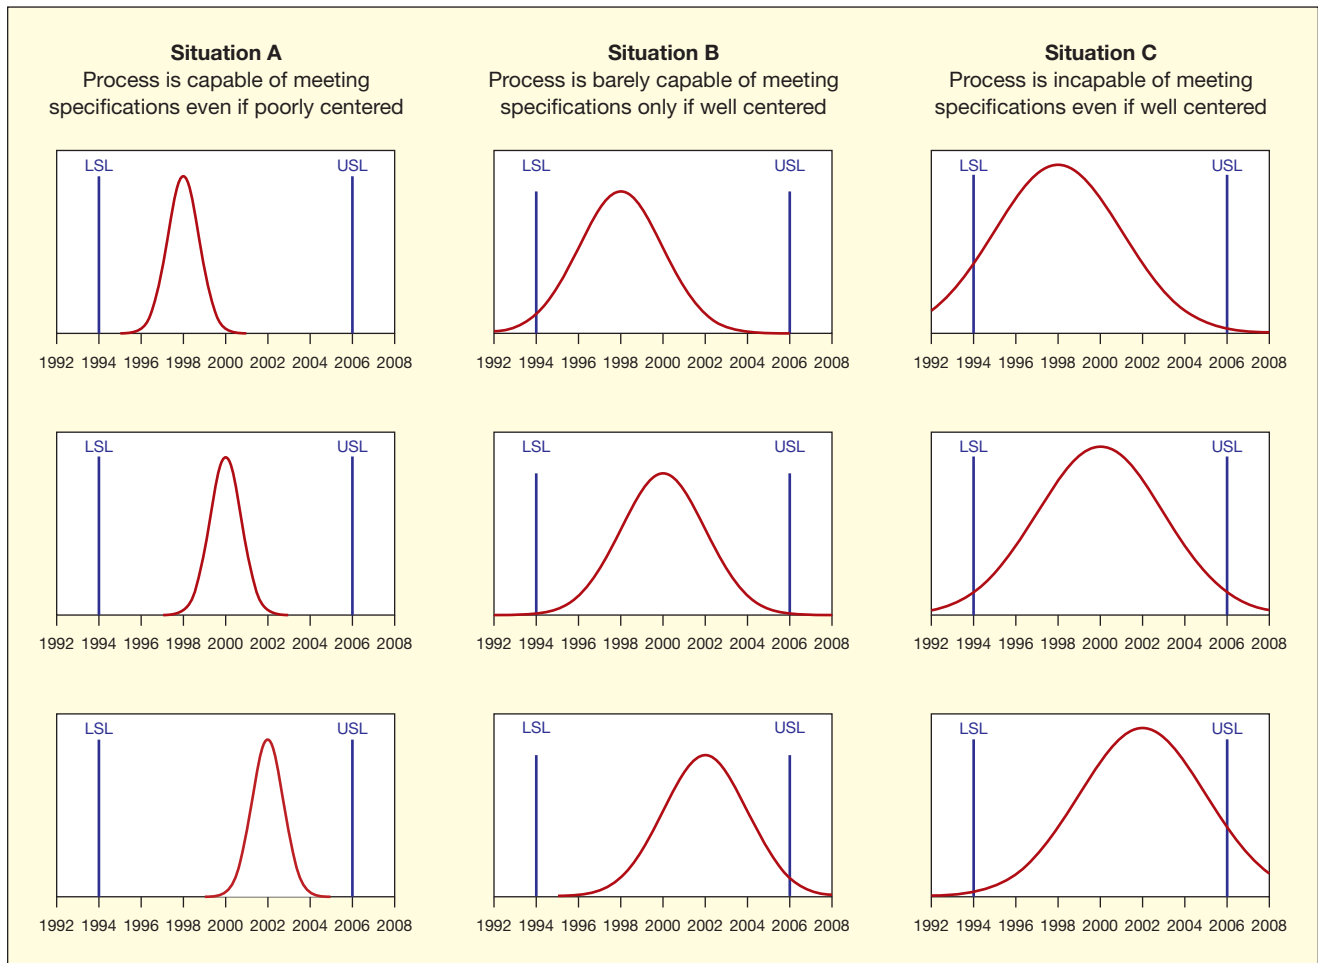 Situation A
Process is capable of meeting
specifications even if poorly centered
Situation B
Process is barely capable of meeting
specifications only if well centered
Situation C
Process is incapable of meeting
specifications even if well centered
LSL USL
1992 1994 1996 1998 2000 2002 2004 2006 2008
LSL USL
1992 1994 1996 1998 2000 2002 2004 2006 2008
LSL USL
1992 1994 1996 1998 2000 2002 2004 2006 2008
LSL USL
1992 1994 1996 1998 2000 2002 2004 2006 2008
LSL USL
1992 1994 1996 1998 2000 2002 2004 2006 2008
LSL USL
1992 1994 1996 1998 2000 2002 2004 2006 2008
LSL USL
1992 1994 1996 1998 2000 2002 2004 2006 2008
LSL USL
1992 1994 1996 1998 2000 2002 2004 2006 2008
LSL USL
1992 1994 1996 1998 2000 2002 2004 2006 2008